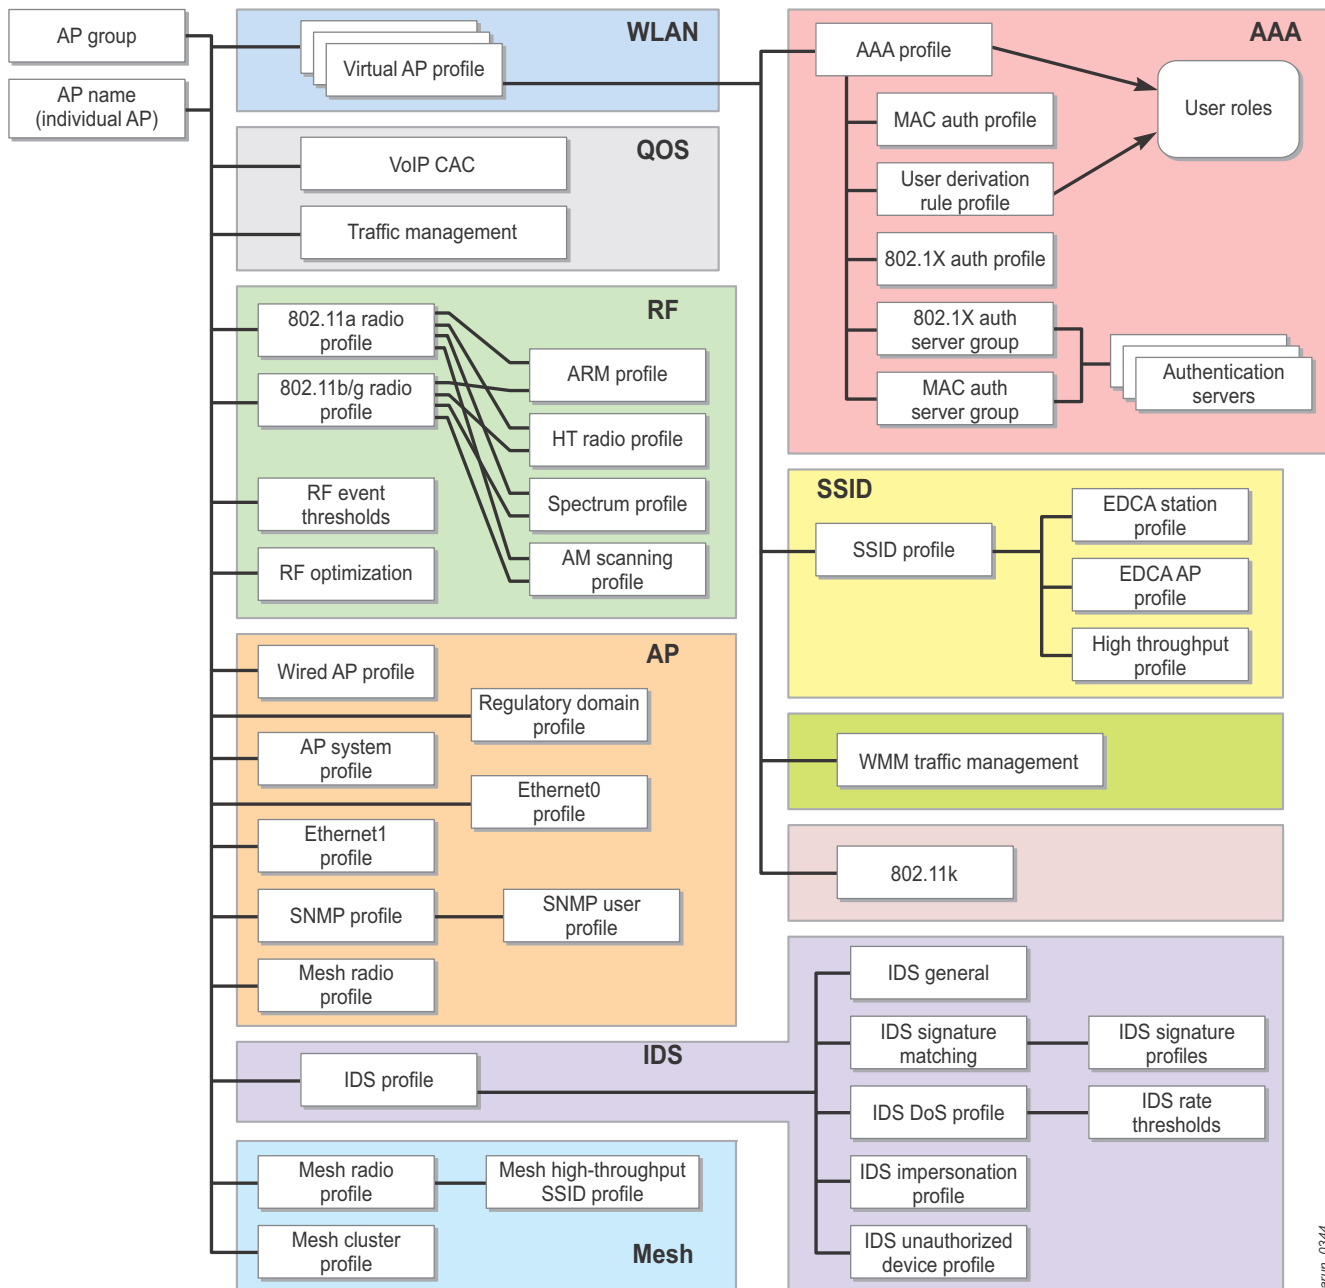 AP group
AP name
(individual AP)
WLAN
Virtual AP profile
QOS
VoIP CAC
Traffic management
RF
802.11a radio
profile
802.11b/g radio
profile
RF event
thresholds
RF optimization
ARM profile
HT radio profile
Spectrum profile
AM scanning
profile
AP
Wired AP profile
Regulatory domain
profile
AP system
profile
Ethernet0
profile
Ethernet1
profile
SNMP profile
SNMP user
profile
Mesh radio
profile
IDS
IDS profile
Mesh radio
profile
Mesh high-throughput
SSID profile
Mesh cluster
profile
Mesh
AAA
AAA profile
User roles
MAC auth profile
User derivation
rule profile
802.1X auth profile
802.1X auth
server group
MAC auth
server group
Authentication
servers
SSID
SSID profile
EDCA station
profile
EDCA AP
profile
High throughput
profile
WMM traffic management
802.11k
IDS general
IDS signature
matching
IDS signature
profiles
IDS DoS profile
IDS rate
thresholds
IDS impersonation
profile
IDS unauthorized
device profile
arun_0344